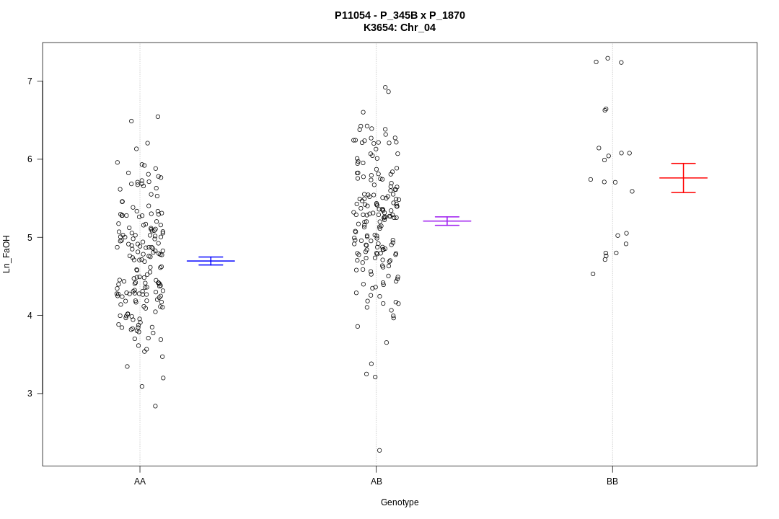 P11054 - P_345B x P_1870
K3654: Chr_04
7
6
5
4
3
Ln_FaOH
AA
AB
BB
Genotype